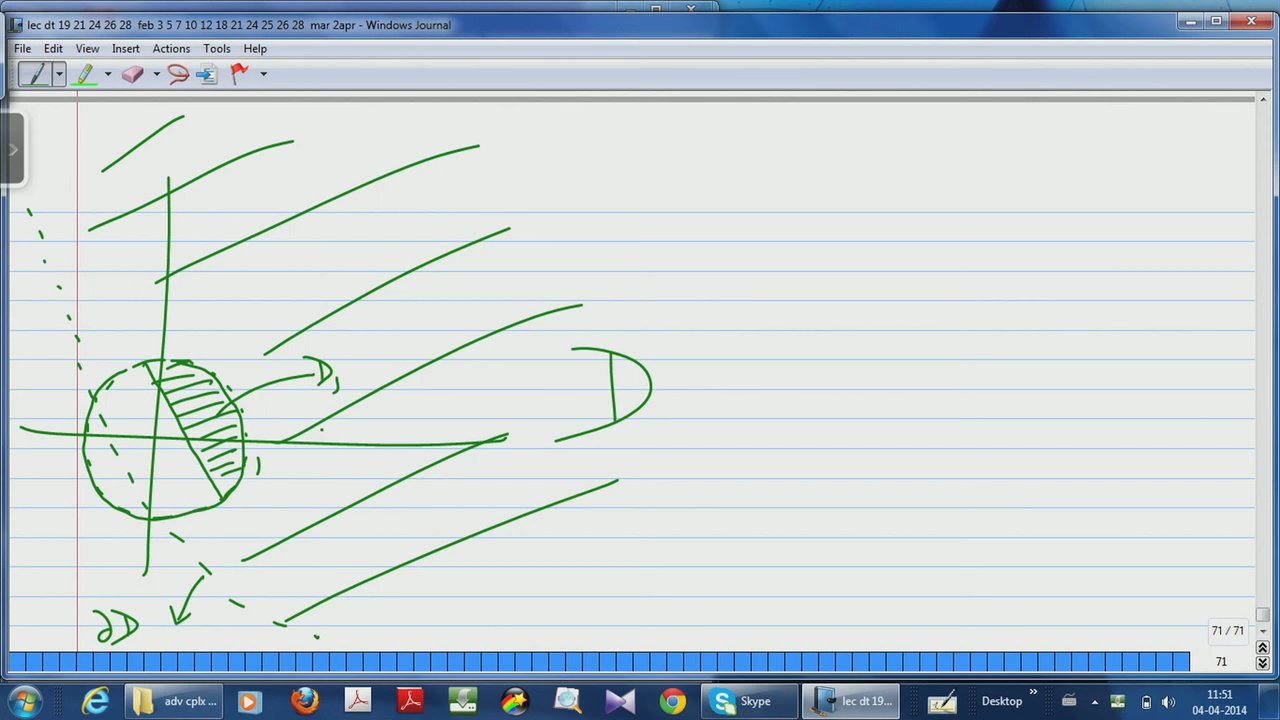 lec dt 19 21 24 26 28 feb 3 5 7 10 12 18 21 24 25 26 28 mar 2apr - Windows Journal
File Edit View Insert Actions Tools Help
D₁
1
D
∂D
71 / 71
71
adv cplx ...
Skype
lec dt 19...
Desktop
11:51
04-04-2014